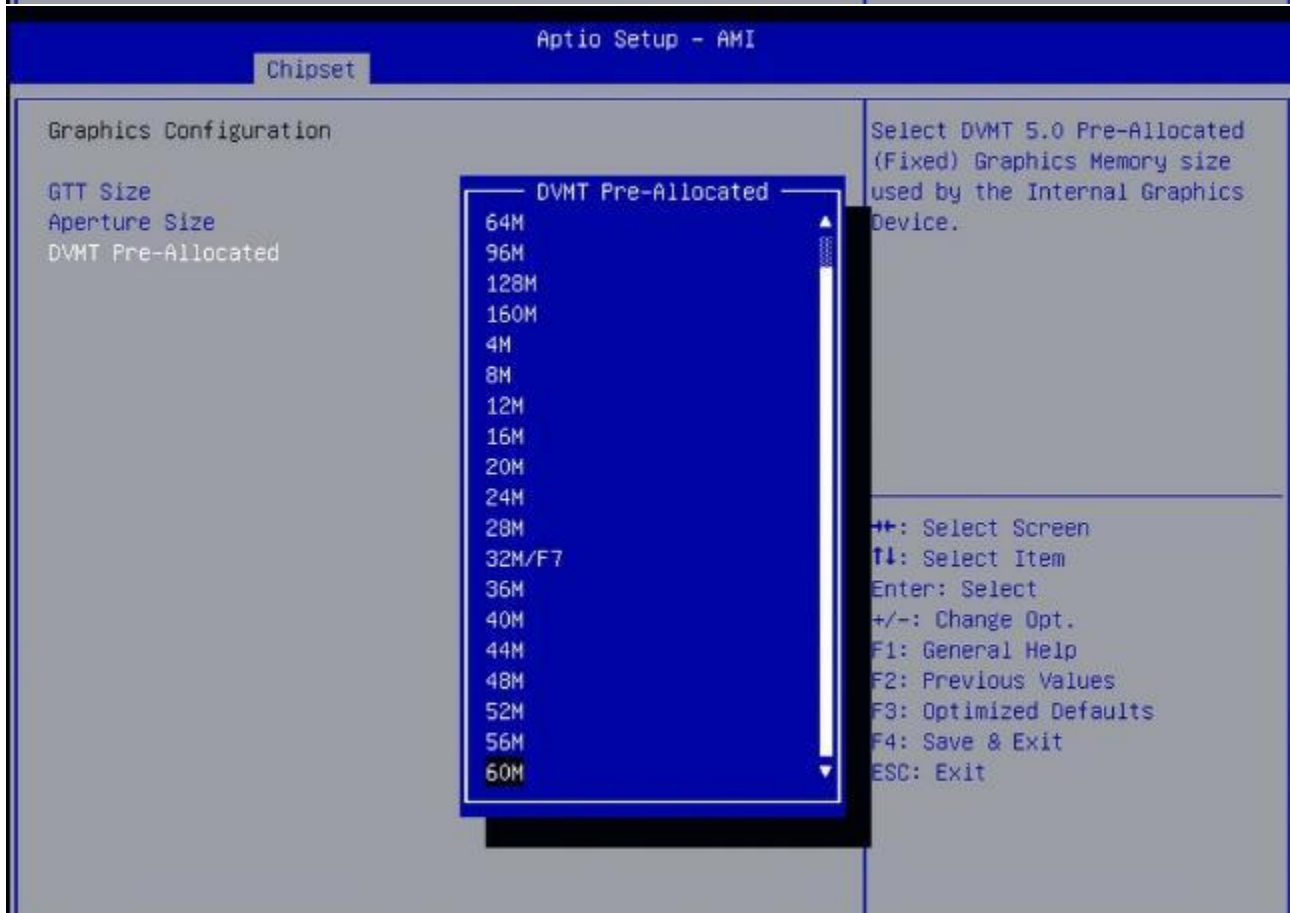 Aptio Setup - AMI
Chipset
Graphics Configuration
GTT Size
Aperture Size
DVMT Pre-Allocated
DVMT Pre-Allocated
64M
96M
128M
160M
4M
8M
12M
16M
20M
24M
28M
32M/F7
36M
40M
44M
48M
52M
56M
60M
Select DVMT 5.0 Pre-Allocated
(Fixed) Graphics Memory size
used by the Internal Graphics
Device.
→←: Select Screen
↑↓: Select Item
Enter: Select
+/-: Change Opt.
F1: General Help
F2: Previous Values
F3: Optimized Defaults
F4: Save & Exit
ESC: Exit